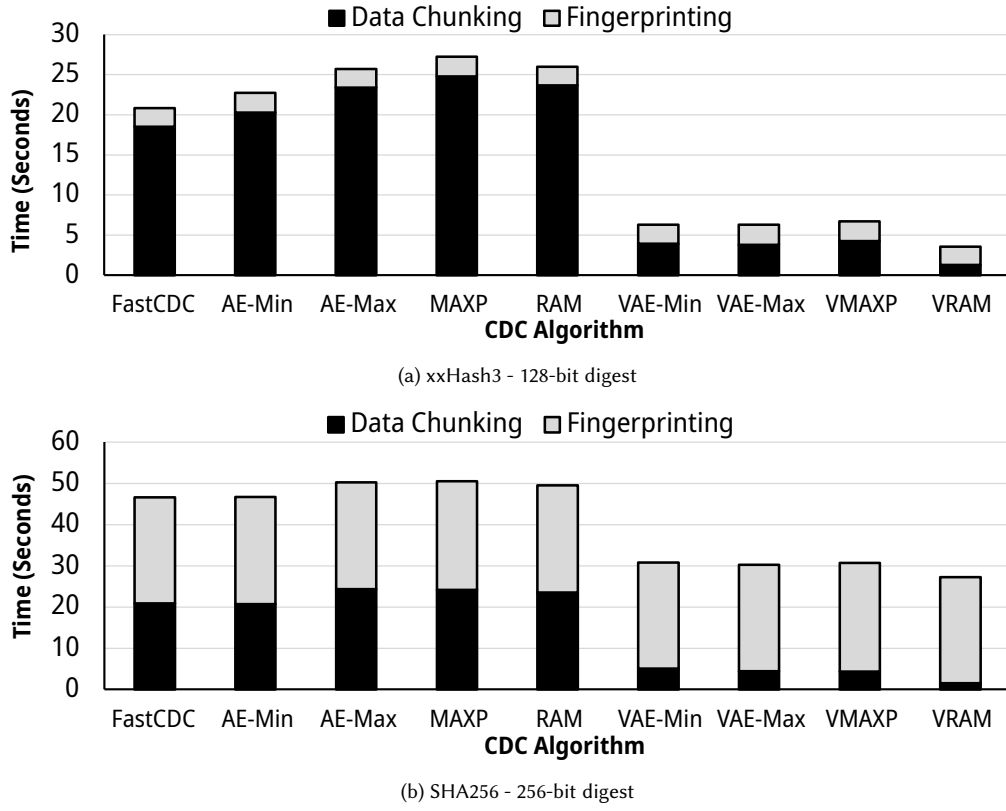 Data Chunking Fingerprinting
30
25
20
15
10
5
0
Time (Seconds)
FastCDC AE-Min AE-Max MAXP RAM VAE-Min VAE-Max VMAXP VRAM
CDC Algorithm
(a) xxHash3 - 128-bit digest
Data Chunking Fingerprinting
60
50
40
30
20
10
0
Time (Seconds)
FastCDC AE-Min AE-Max MAXP RAM VAE-Min VAE-Max VMAXP VRAM
CDC Algorithm
(b) SHA256 - 256-bit digest